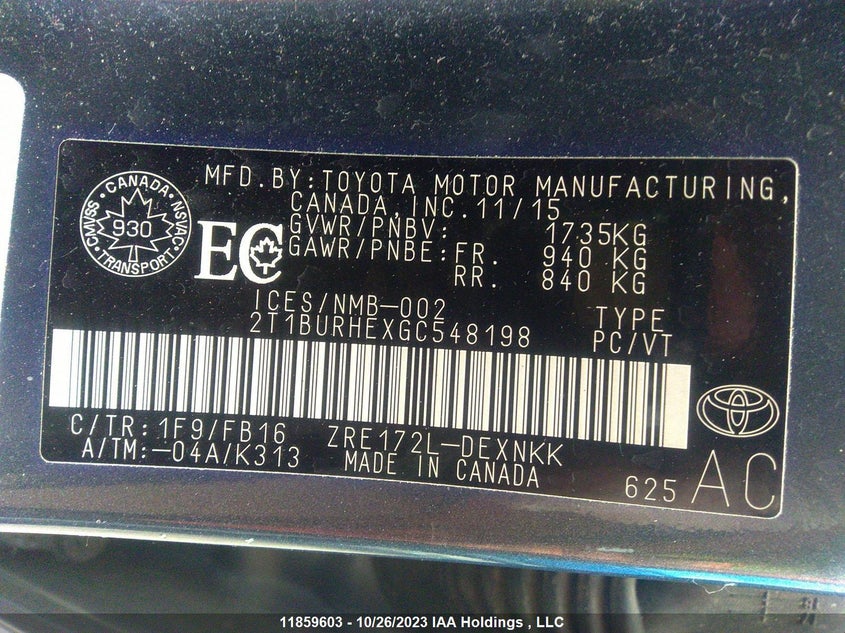 MFD.BY:TOYOTA MOTOR MANUFACTURING,
CANADA,INC.11/15
GVWR/PNBV: 1735KG
GAWR/PNBE:FR. 940 KG
RR. 840 KG
CANADA
CMVSS
930
NSVAC
TRANSPORT
EC
ICES/NMB-002
TYPE
2T1BURHEXGC548198
PC/VT
C/TR:1F9/FB16 ZRE172L-DEXNKK
A/TM:-04A/K313 MADE IN CANADA
625 AC
11859603 - 10/26/2023 IAA Holdings , LLC